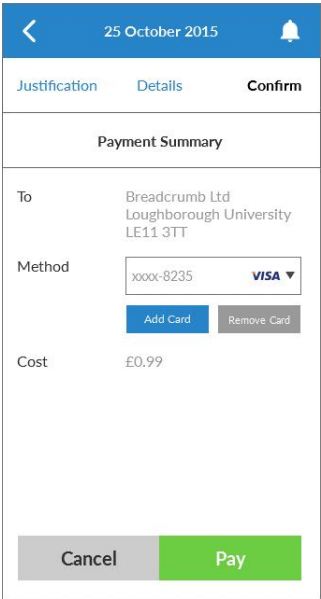 25 October 2015
Justification Details Confirm
Payment Summary
To
Breadcrumb Ltd
Loughborough University
LE11 3TT
Method
xxxx-8235 VISA
Add Card Remove Card
Cost £0.99
Cancel Pay